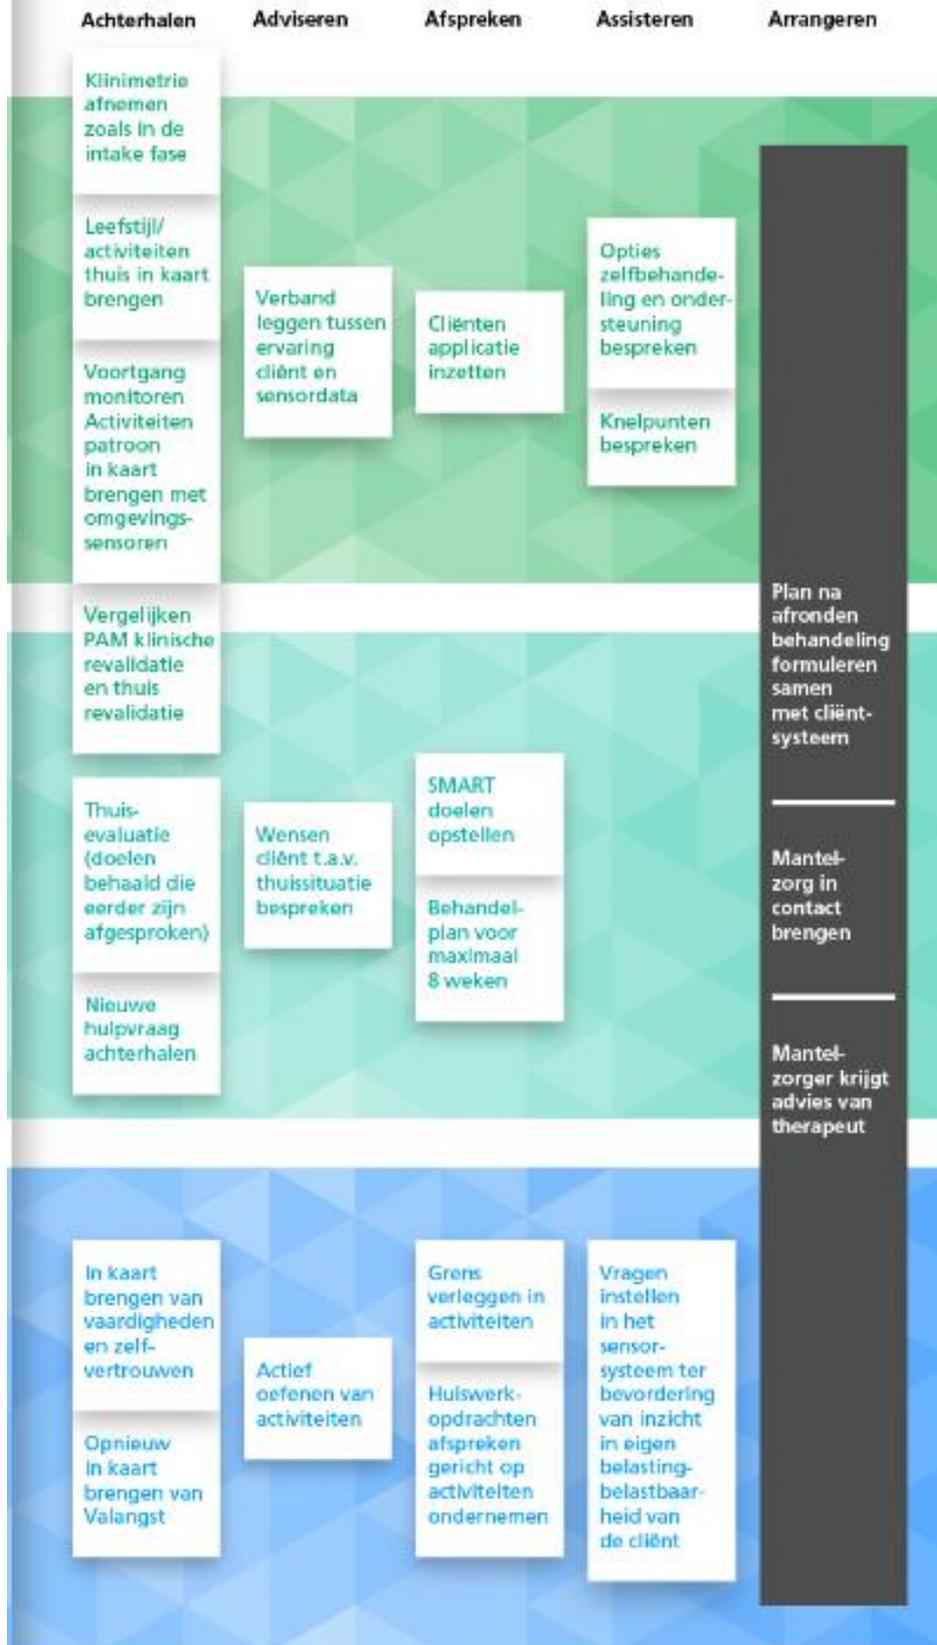 Achterhalen
Adviseren
Afspreken
Assisteren
Arrangeren
Klinimetrie
afnemen
zoals in de
intake fase
Leefstijl/
activiteiten
thuis in kaart
brengen
Voortgang
monitoren
Activiteiten
patroon
in kaart
brengen met
omgevings-
sensoren
Verband
leggen tussen
ervaring
cliënt en
sensordata
Cliënten
applicatie
inzetten
Opties
zelfbehande-
ling en onder-
steuning
bespreken
Knelpunten
bespreken
Vergelijken
PAM klinische
revalidatie
en thuis
revalidatie
Thuis-
evaluatie
(doelen
behaald die
eerder zijn
afgesproken)
Nieuwe
hulpvraag
achterhalen
Wensen
cliënt t.a.v.
thuissituatie
bespreken
SMART
doelen
opstellen
Behandel-
plan voor
maximaal
8 weken
In kaart
brengen van
vaardigheden
en zelf-
vertrouwen
Opnieuw
in kaart
brengen van
Valangst
Actief
oefenen van
activiteiten
Grens
verleggen in
activiteiten
Huiswerk-
opdrachten
afspreken
gericht op
activiteiten
ondernemen
Vragen
instellen
in het
sensor-
systeem ter
bevordering
van inzicht
in eigen
belasting-
belastbaar-
heid van
de cliënt
Plan na
afronden
behandeling
formuleren
samen
met cliënt-
systeem
Mantel-
zorg in
contact
brengen
Mantel-
zorger krijgt
advies van
therapeut